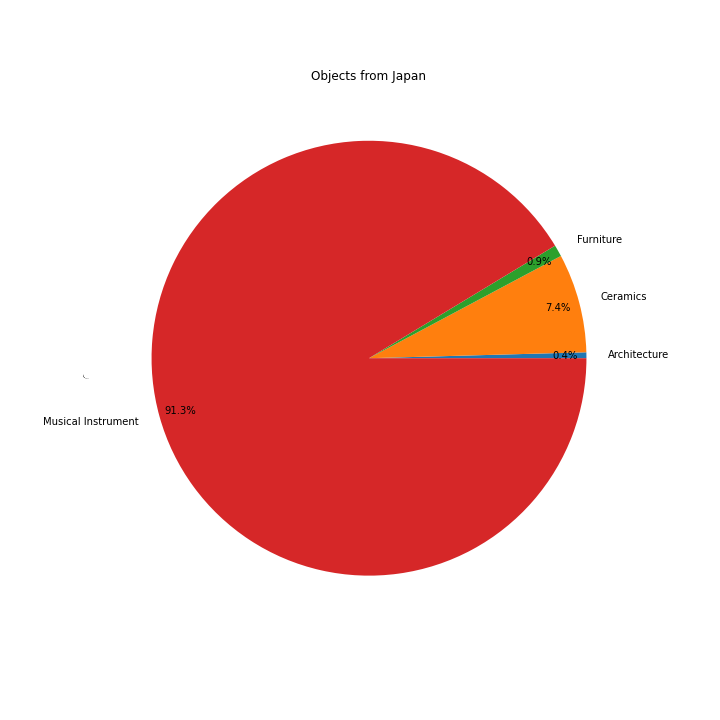 Objects from Japan
Furniture
0.9%
Ceramics
7.4%
Architecture
0.4%
Musical Instrument
91.3%